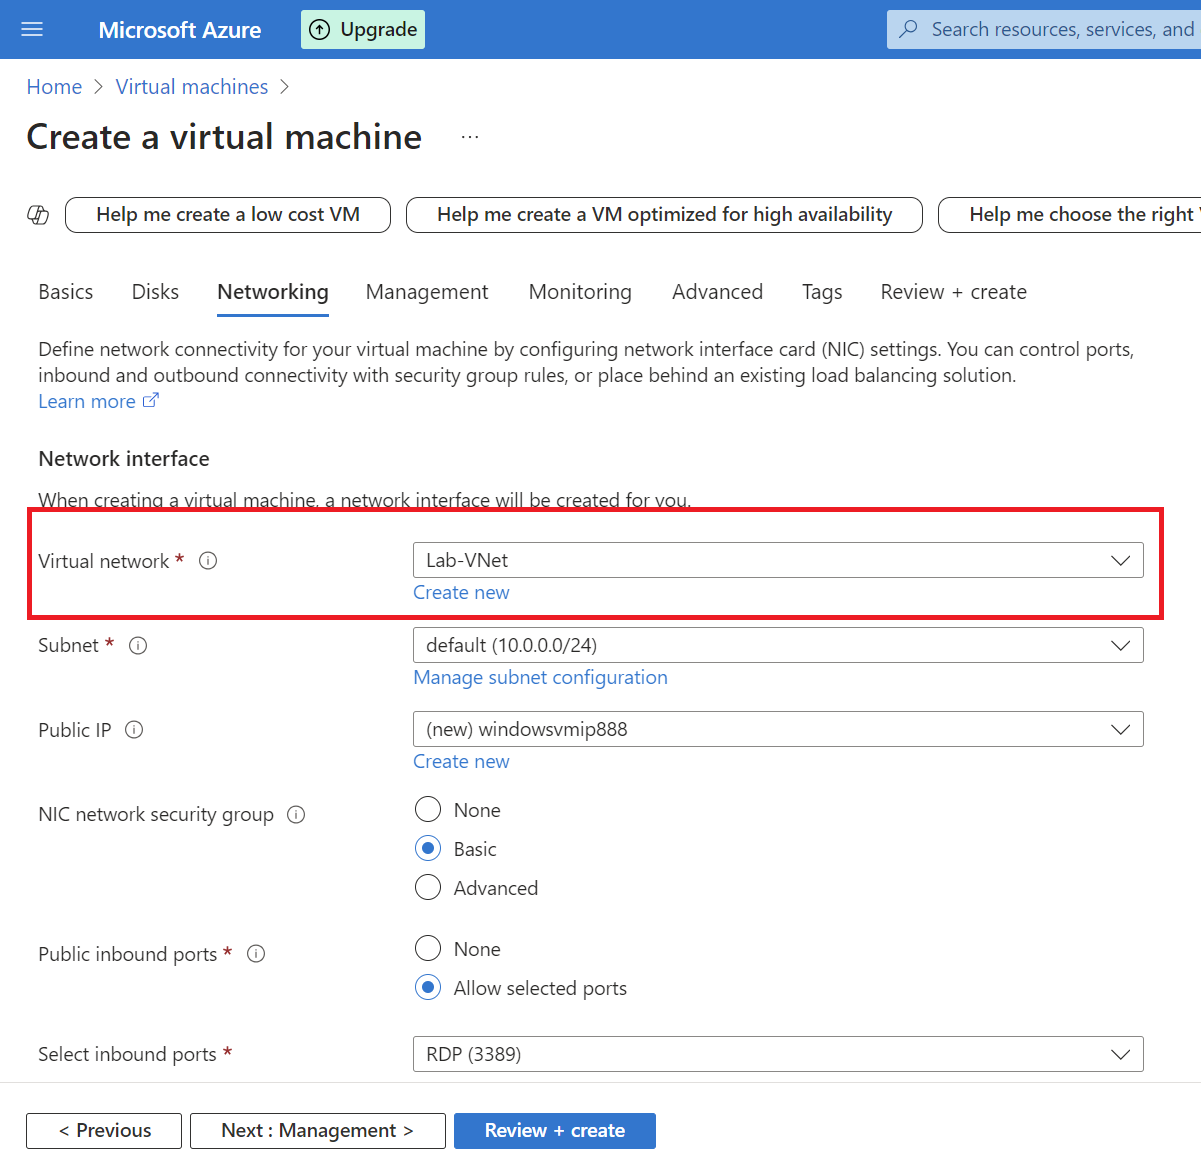 Microsoft Azure
Upgrade
Search resources, services, and
Home > Virtual machines >
Create a virtual machine ...
Help me create a low cost VM
Help me create a VM optimized for high availability
Help me choose the right
Basics Disks Networking Management Monitoring Advanced Tags Review + create
Define network connectivity for your virtual machine by configuring network interface card (NIC) settings. You can control ports,
inbound and outbound connectivity with security group rules, or place behind an existing load balancing solution.
Learn more
Network interface
When creating a virtual machine, a network interface will be created for you.
Virtual network *
Lab-VNet
Create new
Subnet *
default (10.0.0.0/24)
Manage subnet configuration
Public IP
(new) windowsvmip888
Create new
NIC network security group
None
Basic
Advanced
Public inbound ports *
None
Allow selected ports
Select inbound ports *
RDP (3389)
< Previous
Next : Management >
Review + create